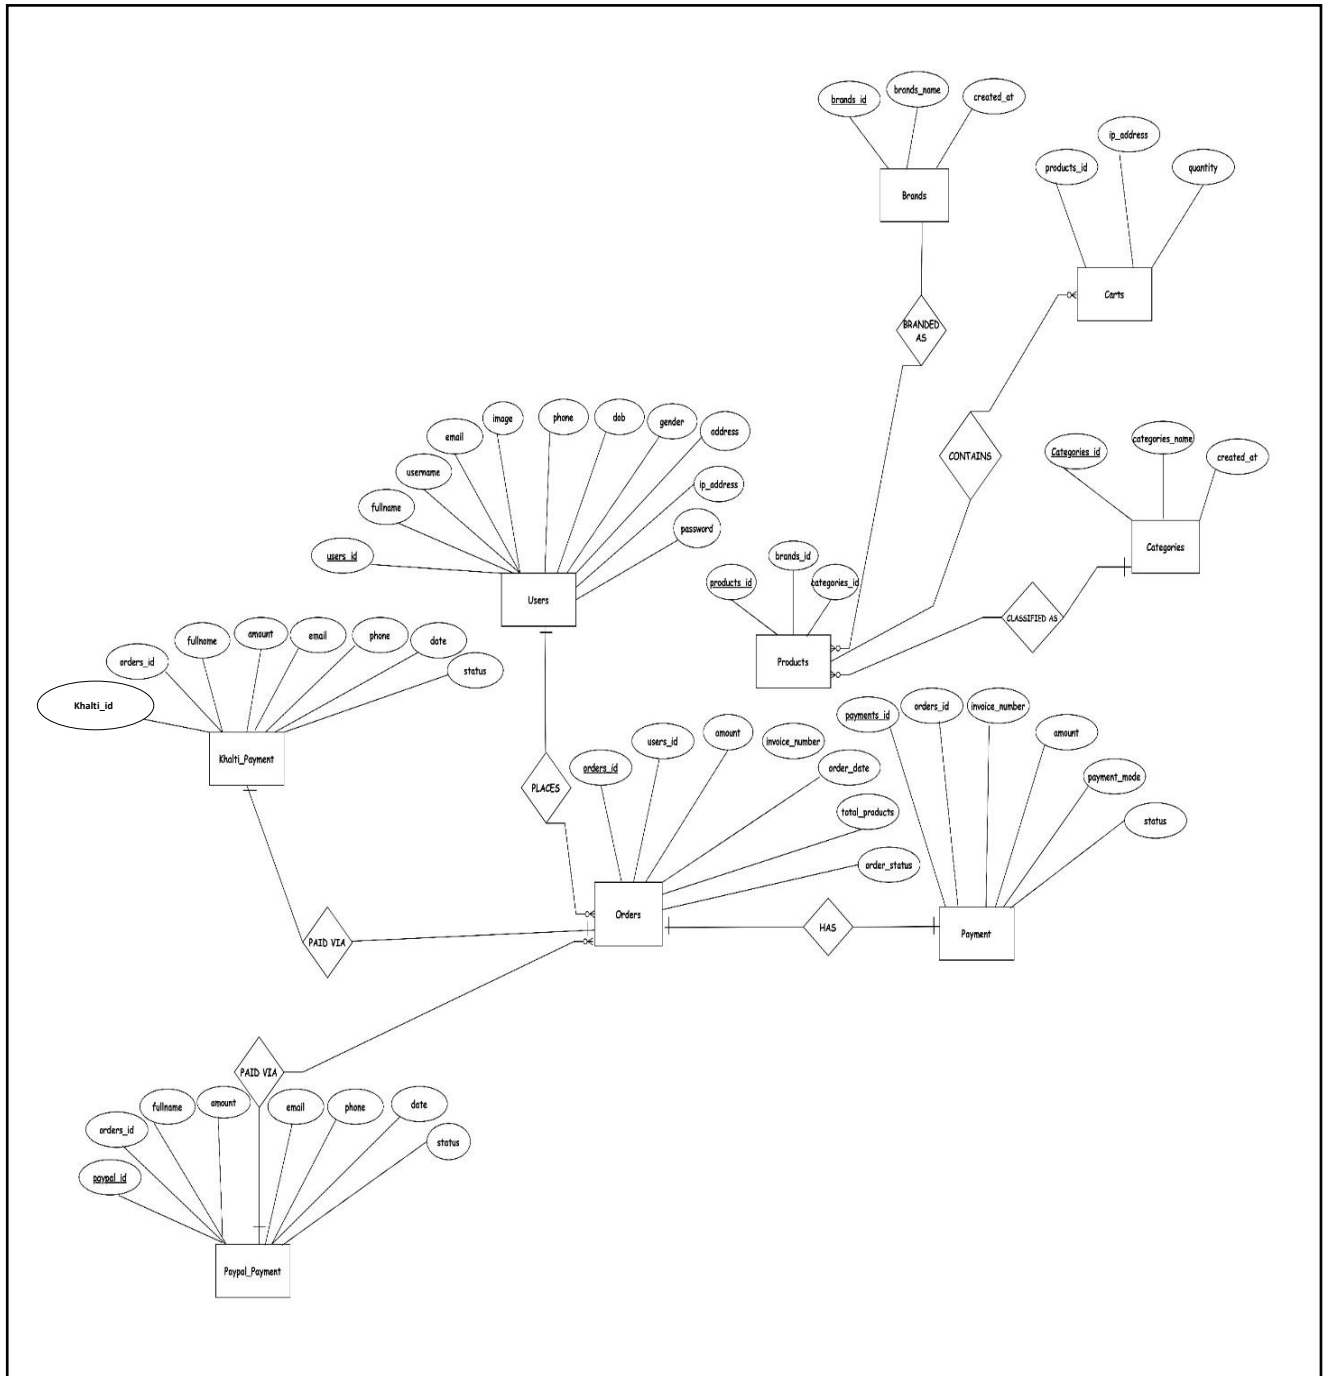 brands_id
brands_name
created_at
Brands
BRANDED
AS
products_id
ip_address
quantity
Carts
CONTAINS
Categories_id
categories_name
created_at
Categories
CLASSIFIED AS
users_id
fullname
username
email
image
phone
dob
gender
address
ip_address
password
Users
products_id
brands_id
categories_id
Products
Khalti_id
orders_id
fullname
amount
email
phone
date
status
Khalti_Payment
PLACES
orders_id
users_id
amount
invoice_number
order_date
total_products
order_status
Orders
payments_id
orders_id
invoice_number
amount
payment_mode
status
Payment
HAS
PAID VIA
PAID VIA
paypal_id
orders_id
fullname
amount
email
phone
date
status
Paypal_Payment